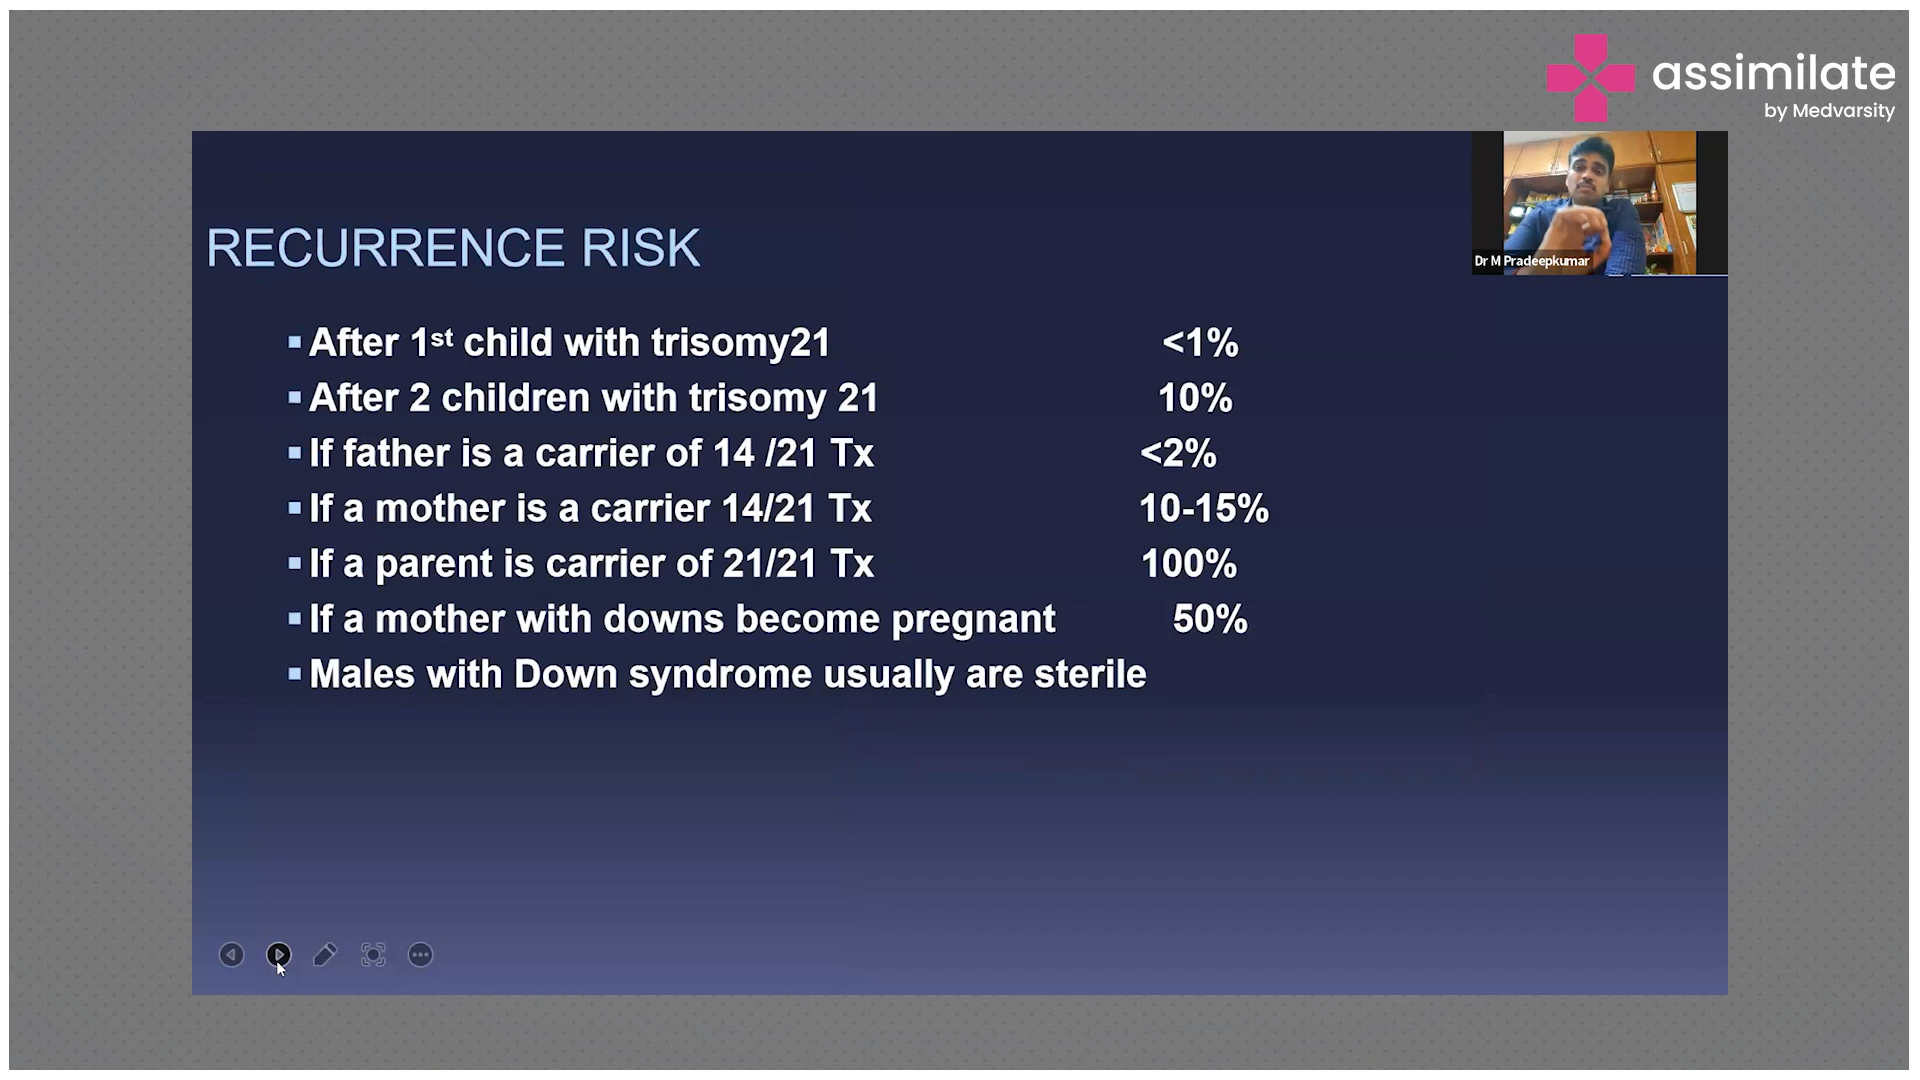 assimilate
by Medvarsity
Dr M Pradeepkumar
RECURRENCE RISK
After 1st child with trisomy21 <1%
After 2 children with trisomy 21 10%
If father is a carrier of 14 /21 Tx <2%
If a mother is a carrier 14/21 Tx 10-15%
If a parent is carrier of 21/21 Tx 100%
If a mother with downs become pregnant 50%
Males with Down syndrome usually are sterile